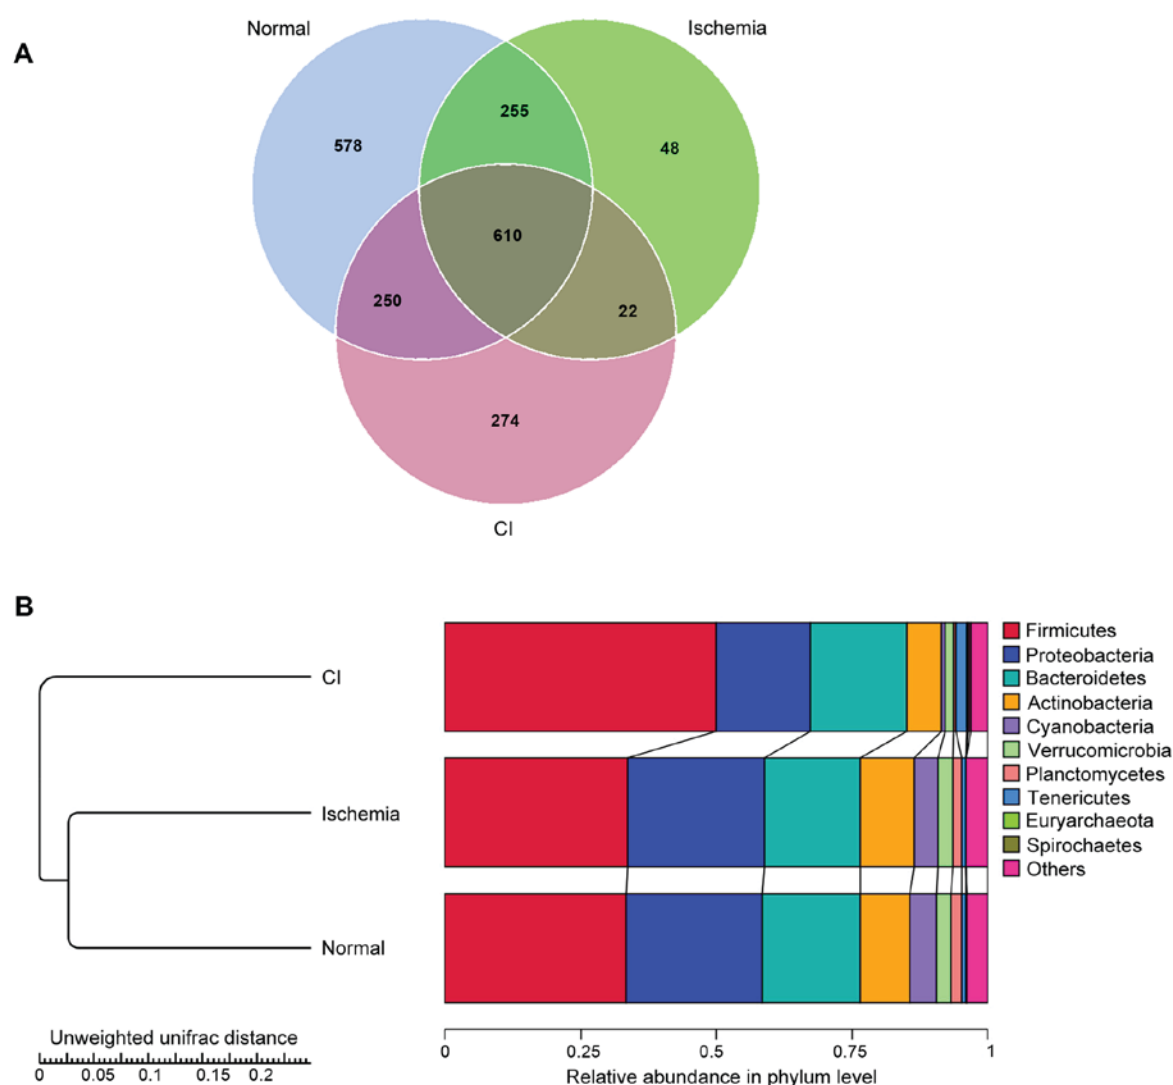 A
Normal
Ischemia
255
578
48
610
250
22
274
CI
B
CI
Ischemia
Normal
Firmicutes
Proteobacteria
Bacteroidetes
Actinobacteria
Cyanobacteria
Verrucomicrobia
Planctomycetes
Tenericutes
Euryarchaeota
Spirochaetes
Others
Unweighted unifrac distance
0 0.05 0.1 0.15 0.2
0 0.25 0.5 0.75 1
Relative abundance in phylum level